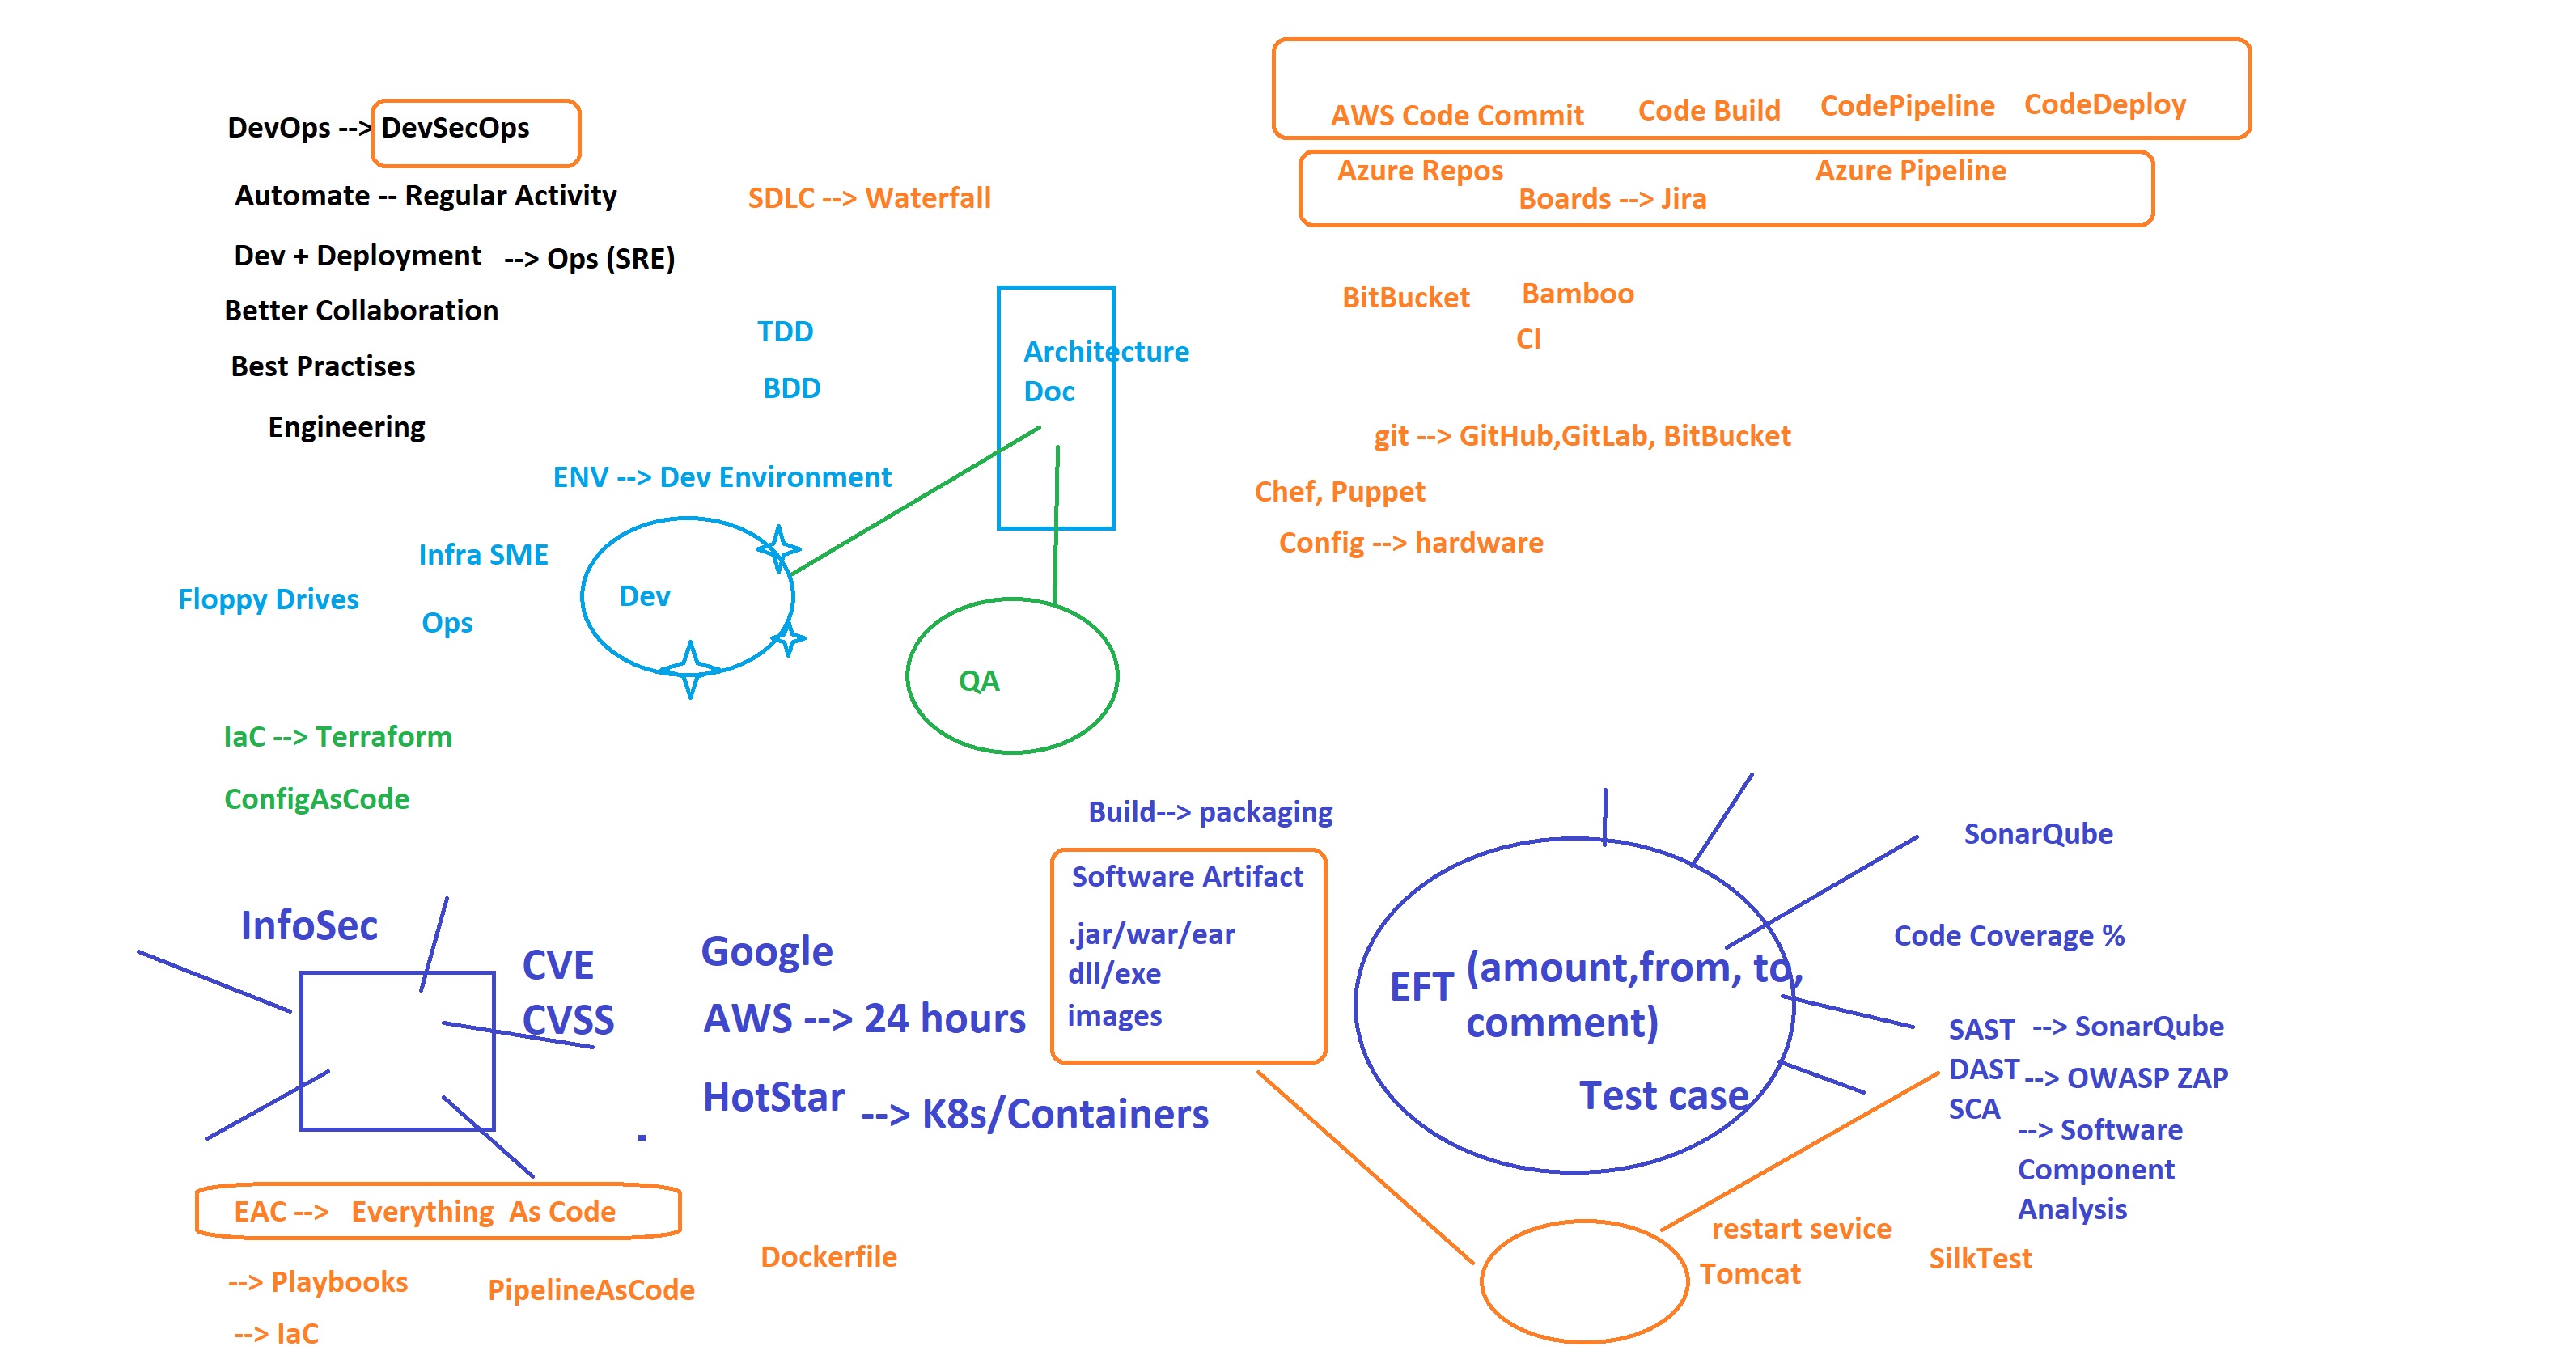 DevOps --> DevSecOps
Automate -- Regular Activity
Dev + Deployment --> Ops (SRE)
Better Collaboration
Best Practises
Engineering
SDLC --> Waterfall
TDD
BDD
Architecture
Doc
ENV --> Dev Environment
Infra SME
Floppy Drives
Ops
Dev
QA
IaC --> Terraform
ConfigAsCode
AWS Code Commit Code Build CodePipeline CodeDeploy
Azure Repos Azure Pipeline
Boards --> Jira
BitBucket Bamboo
CI
git --> GitHub,GitLab, BitBucket
Chef, Puppet
Config --> hardware
InfoSec
CVE
CVSS
Google
AWS --> 24 hours
HotStar --> K8s/Containers
.
Build--> packaging
Software Artifact
.jar/war/ear
dll/exe
images
EFT (amount,from, to,
comment)
Test case
SonarQube
Code Coverage %
SAST --> SonarQube
DAST --> OWASP ZAP
SCA --> Software
Component
Analysis
EAC --> Everything As Code
--> Playbooks
PipelineAsCode
Dockerfile
--> IaC
restart sevice
Tomcat
SilkTest